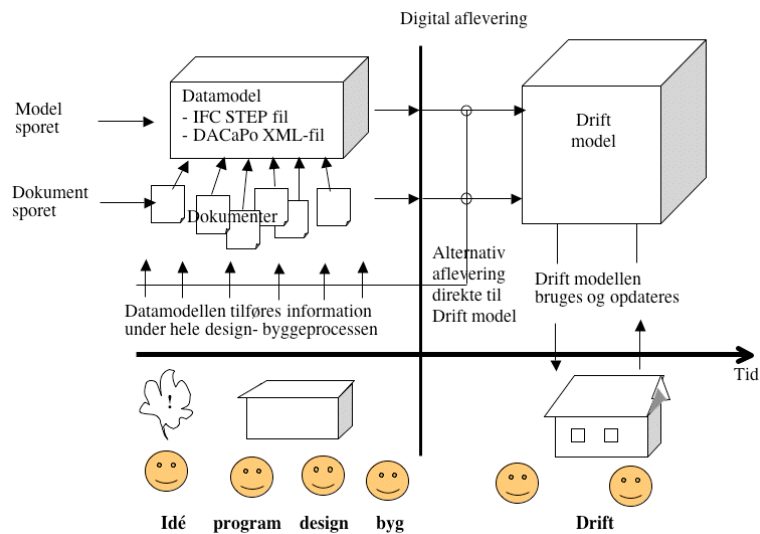 Digital aflevering
Datamodel
- IFC STEP fil
- DACaPo XML-fil
Model
sporet
Drift
model
Dokument
sporet
Dokumenter
Alternativ
aflevering
direkte til
Drift model
Drift modellen
bruges og opdateres
Datamodellen tilføres information
under hele design- byggeprocessen
Tid
!
Idé program design byg Drift